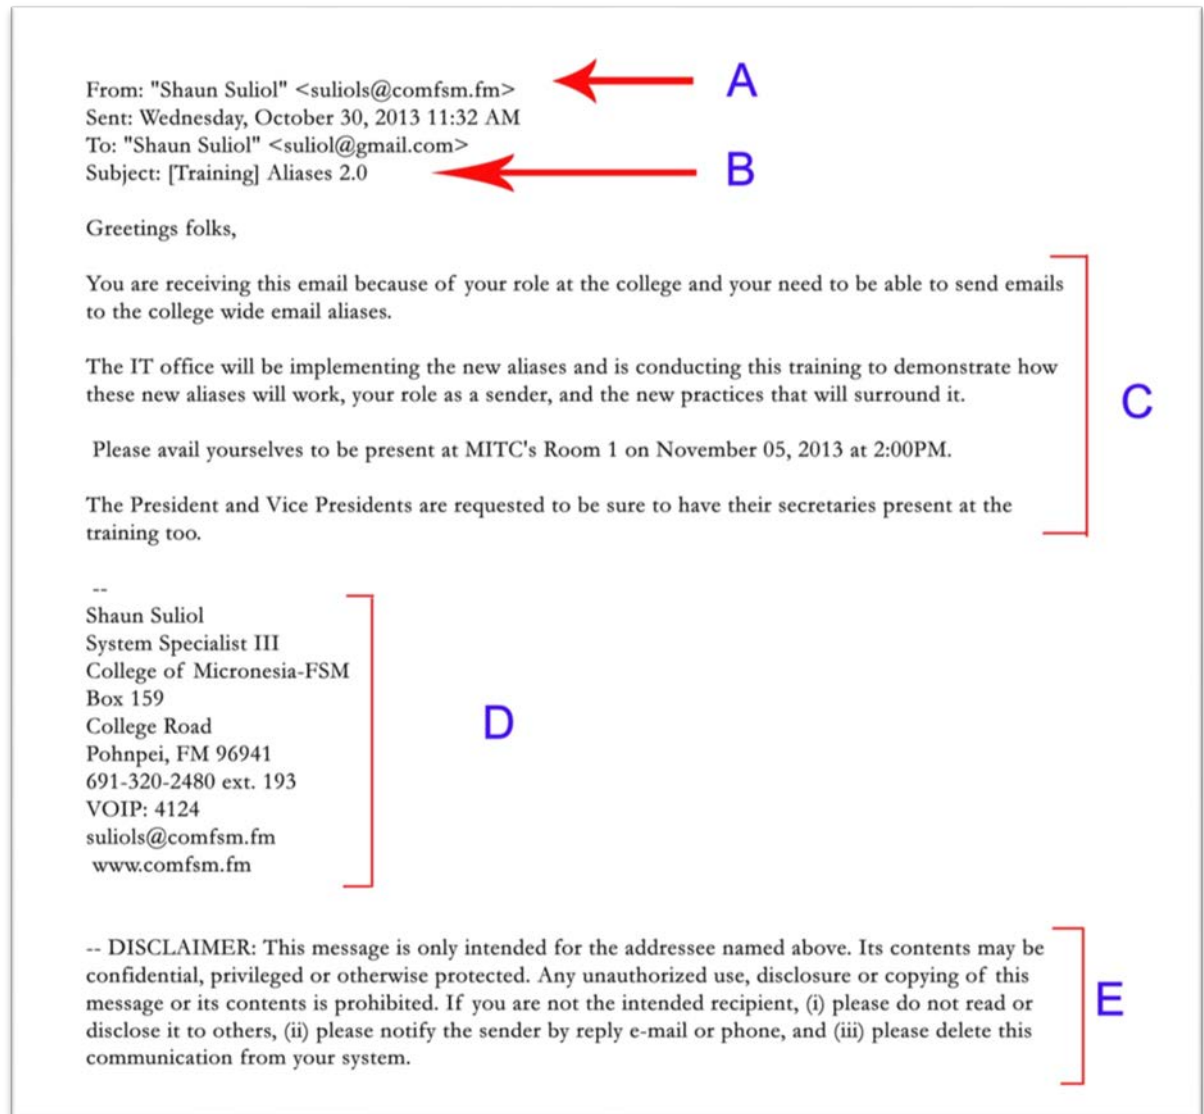 From: "Shaun Suliol" <suliols@comfsm.fm>
A
Sent: Wednesday, October 30, 2013 11:32 AM
To: "Shaun Suliol" <suliol@gmail.com>
Subject: [Training] Aliases 2.0
B
Greetings folks,
You are receiving this email because of your role at the college and your need to be able to send emails
to the college wide email aliases.
The IT office will be implementing the new aliases and is conducting this training to demonstrate how
these new aliases will work, your role as a sender, and the new practices that will surround it.
C
Please avail yourselves to be present at MITC's Room 1 on November 05, 2013 at 2:00PM.
The President and Vice Presidents are requested to be sure to have their secretaries present at the
training too.
--
Shaun Suliol
System Specialist III
College of Micronesia-FSM
Box 159
College Road
D
Pohnpei, FM 96941
691-320-2480 ext. 193
VOIP: 4124
suliols@comfsm.fm
www.comfsm.fm
-- DISCLAIMER: This message is only intended for the addressee named above. Its contents may be
confidential, privileged or otherwise protected. Any unauthorized use, disclosure or copying of this
message or its contents is prohibited. If you are not the intended recipient, (i) please do not read or
E
disclose it to others, (ii) please notify the sender by reply e-mail or phone, and (iii) please delete this
communication from your system.